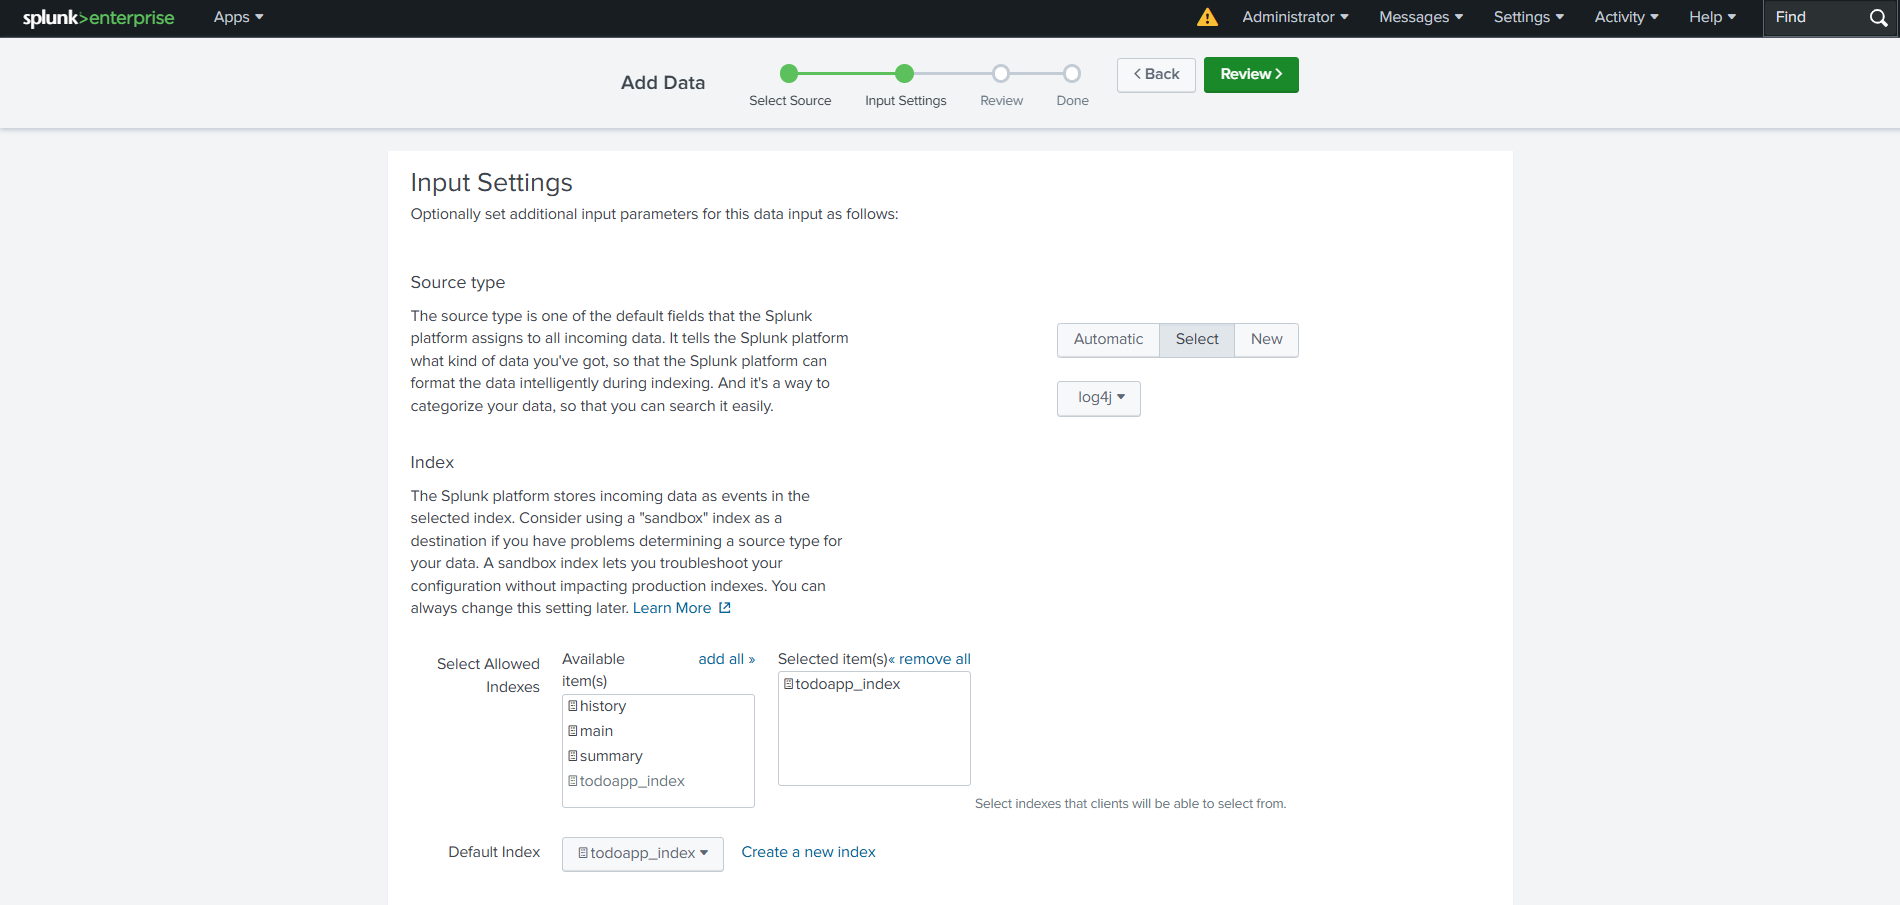 splunk>enterprise Apps Administrator Messages Settings Activity Help Find
Add Data
Select Source Input Settings Review Done
Back Review
Input Settings
Optionally set additional input parameters for this data input as follows:
Source type
The source type is one of the default fields that the Splunk
platform assigns to all incoming data. It tells the Splunk platform
what kind of data you've got, so that the Splunk platform can
format the data intelligently during indexing. And it's a way to
categorize your data, so that you can search it easily.
Automatic Select New
log4j
Index
The Splunk platform stores incoming data as events in the
selected index. Consider using a "sandbox" index as a
destination if you have problems determining a source type for
your data. A sandbox index lets you troubleshoot your
configuration without impacting production indexes. You can
always change this setting later. Learn More
Select Allowed
Indexes
Available
item(s)
add all »
history
main
summary
todoapp_index
Selected item(s)« remove all
todoapp_index
Select indexes that clients will be able to select from.
Default Index todoapp_index Create a new index